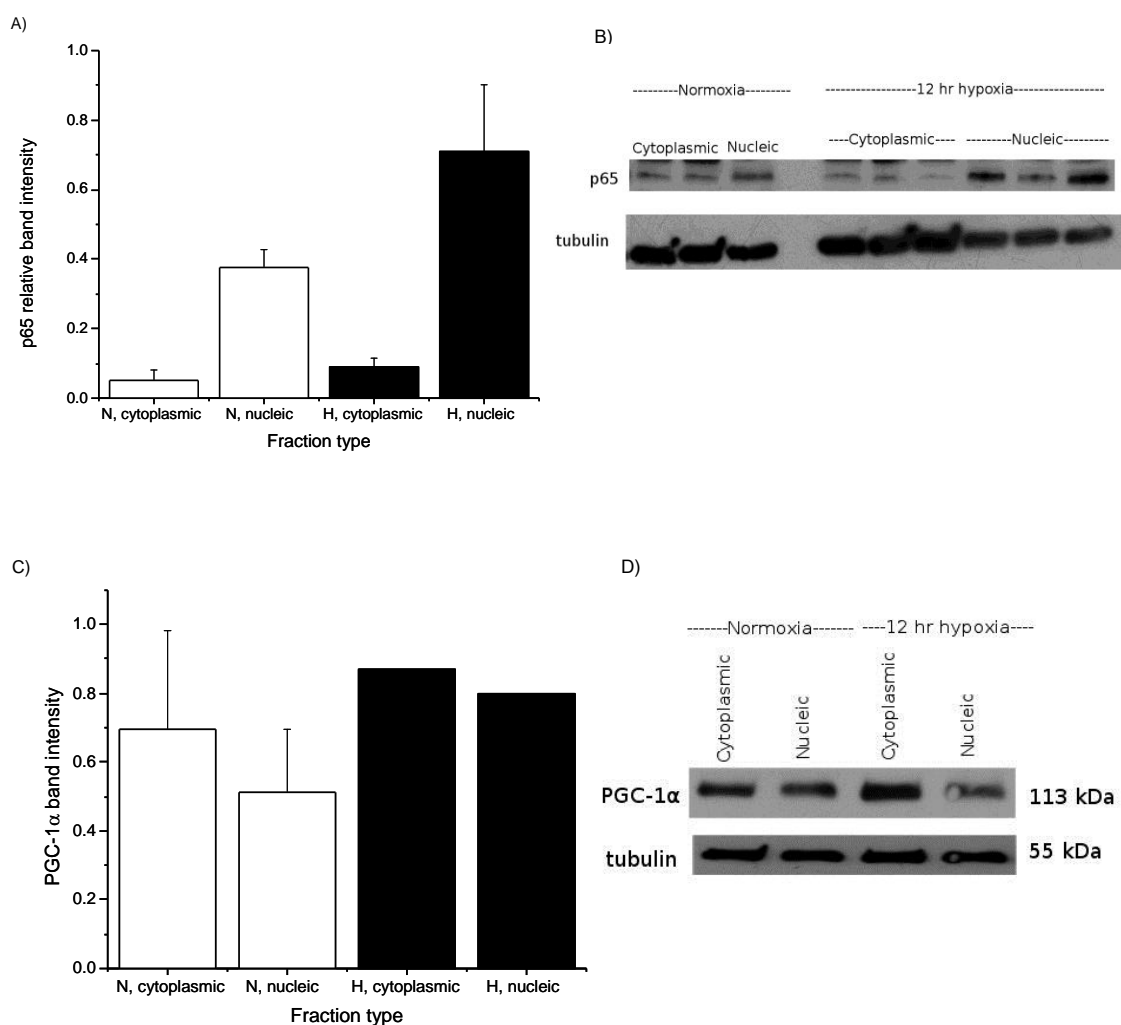 A)
p65 relative band intensity
1.0
0.8
0.6
0.4
0.2
0.0
N, cytoplasmic N, nucleic H, cytoplasmic H, nucleic
Fraction type
B)
---------Normoxia---------
------------------12 hr hypoxia------------------
Cytoplasmic Nucleic
----Cytoplasmic----
---------Nucleic---------
p65
tubulin
C)
PGC-1α band intensity
1.0
0.8
0.6
0.4
0.2
0.0
N, cytoplasmic N, nucleic H, cytoplasmic H, nucleic
Fraction type
D)
-------Normoxia-------
----12 hr hypoxia----
Cytoplasmic
Nucleic
Cytoplasmic
Nucleic
PGC-1α
113 kDa
tubulin
55 kDa